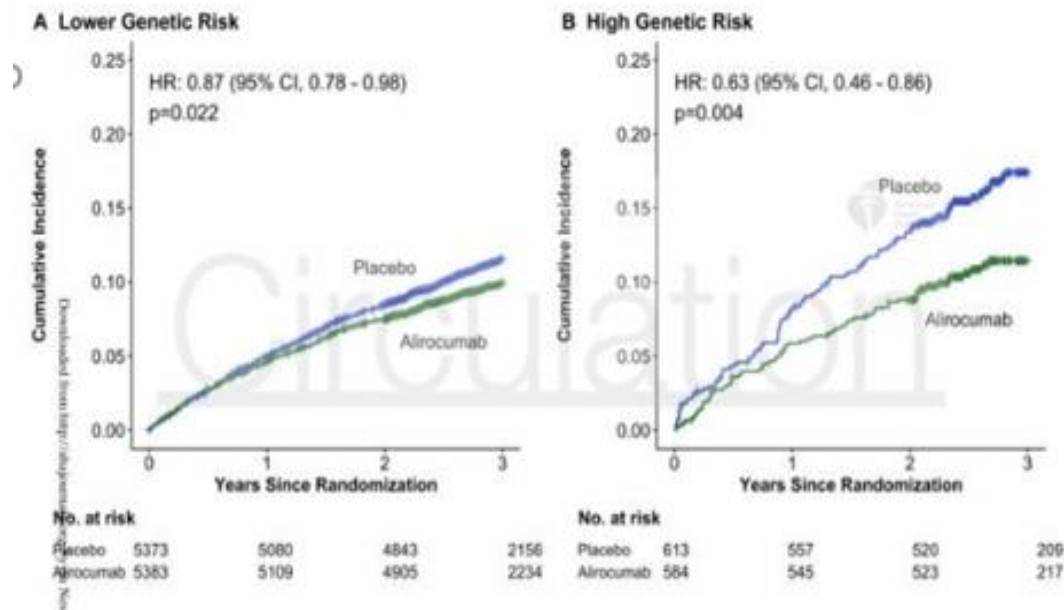 A Lower Genetic Risk
HR: 0.87 (95% CI, 0.78 - 0.98)
p=0.022
Cumulative Incidence
0.25
0.20
0.15
0.10
0.05
0.00
Placebo
Alirocumab
0 1 2 3
Years Since Randomization
No. at risk
Placebo 5373 5080 4843 2156
Alirocumab 5383 5109 4905 2234
B High Genetic Risk
HR: 0.63 (95% CI, 0.46 - 0.86)
p=0.004
Cumulative Incidence
0.25
0.20
0.15
0.10
0.05
0.00
Placebo
Alirocumab
0 1 2 3
Years Since Randomization
No. at risk
Placebo 613 557 520 209
Alirocumab 584 545 523 217
Circulation
Downloaded from